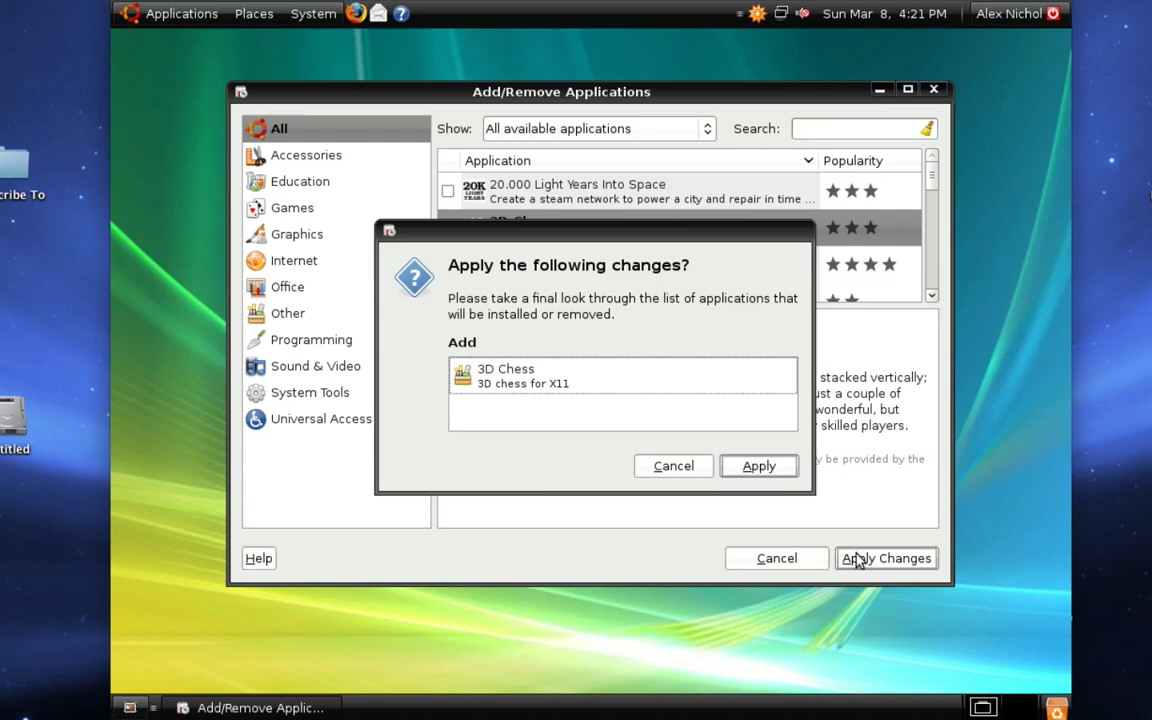 Applications Places System
Sun Mar 8, 4:21 PM
Alex Nichol
Add/Remove Applications
All
Show: All available applications
Search:
Accessories
Application
Popularity
Education
20K
LIGHT
YEARS
20.000 Light Years Into Space
Create a steam network to power a city and repair in time ...
cribe To
Games
Graphics
Apply the following changes?
Internet
Please take a final look through the list of applications that
will be installed or removed.
Office
Other
Add
Programming
3D Chess
3D chess for X11
Sound & Video
stacked vertically;
ust a couple of
System Tools
wonderful, but
Universal Access
skilled players.
titled
y be provided by the
Cancel
Apply
Help
Cancel
Apply Changes
Add/Remove Applic...